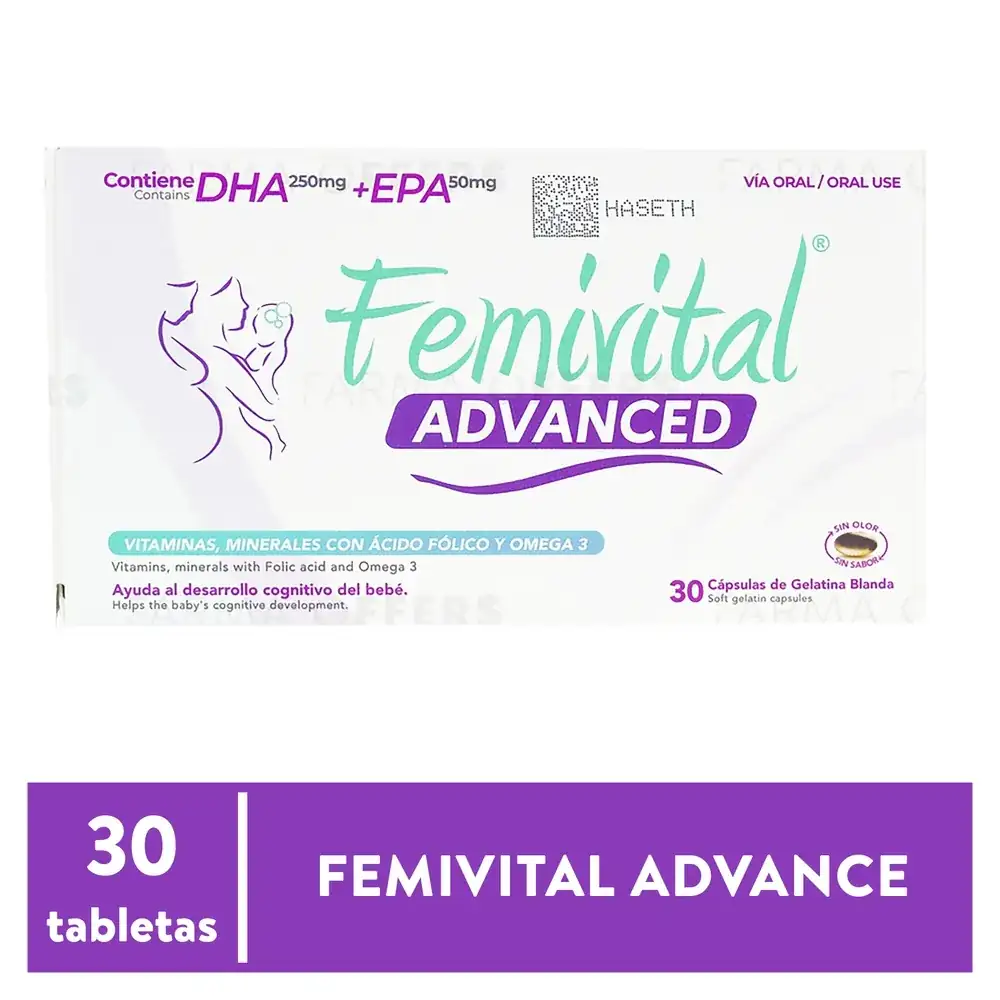 Contiene DHA 250mg + EPA 50mg
Contains
HASETH
VÍA ORAL / ORAL USE
Femivital®
ADVANCED
VITAMINAS, MINERALES CON ÁCIDO FÓLICO Y OMEGA 3
Vitamins, minerals with Folic acid and Omega 3
Ayuda al desarrollo cognitivo del bebé.
Helps the baby's cognitive development.
SIN OLOR
SIN SABOR
30 Cápsulas de Gelatina Blanda
Soft gelatin capsules
FARMA OFFERS
30
tabletas
FEMIVITAL ADVANCE